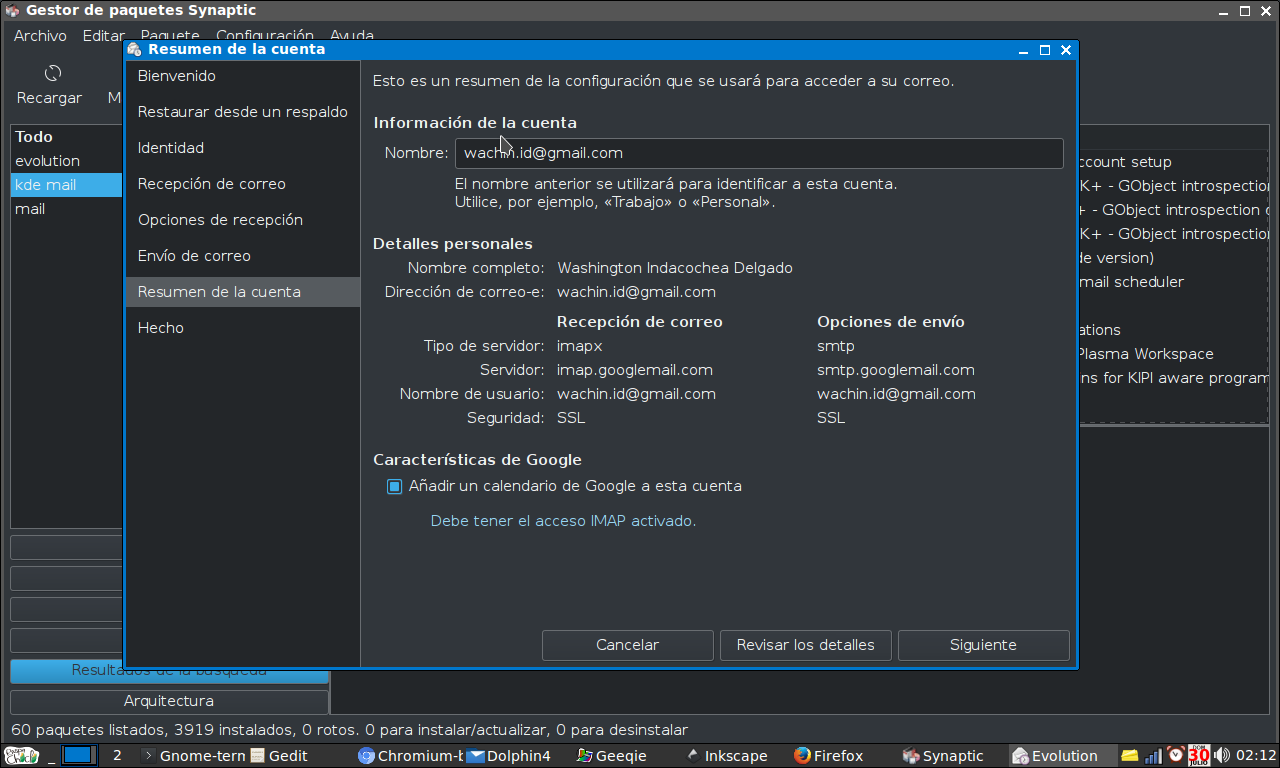 Gestor de paquetes Synaptic
Archivo Editar Paquete Configuración Ayuda
Recargar M
Todo
evolution
kde mail
mail
Resultados de la búsqueda
Arquitectura
60 paquetes listados, 3919 instalados, 0 rotos. 0 para instalar/actualizar, 0 para desinstalar
Resumen de la cuenta
Bienvenido
Restaurar desde un respaldo
Identidad
Recepción de correo
Opciones de recepción
Envío de correo
Resumen de la cuenta
Hecho
Esto es un resumen de la configuración que se usará para acceder a su correo.
Información de la cuenta
Nombre: wachin.id@gmail.com
El nombre anterior se utilizará para identificar a esta cuenta.
Utilice, por ejemplo, «Trabajo» o «Personal».
Detalles personales
Nombre completo: Washington Indacochea Delgado
Dirección de correo-e: wachin.id@gmail.com
Recepción de correo Opciones de envío
Tipo de servidor: imapx smtp
Servidor: imap.googlemail.com smtp.googlemail.com
Nombre de usuario: wachin.id@gmail.com wachin.id@gmail.com
Seguridad: SSL SSL
Características de Google
Añadir un calendario de Google a esta cuenta
Debe tener el acceso IMAP activado.
Cancelar Revisar los detalles Siguiente
ccount setup
K+ - GObject introspection
+ - GObject introspection
K+ - GObject introspection
de version)
mail scheduler
ations
Plasma Workspace
ns for KIPI aware program
2 Gnome-tern Gedit Chromium-b Dolphin4 Geeqie Inkscape Firefox Synaptic Evolution DOM 30 JULIO 02:12